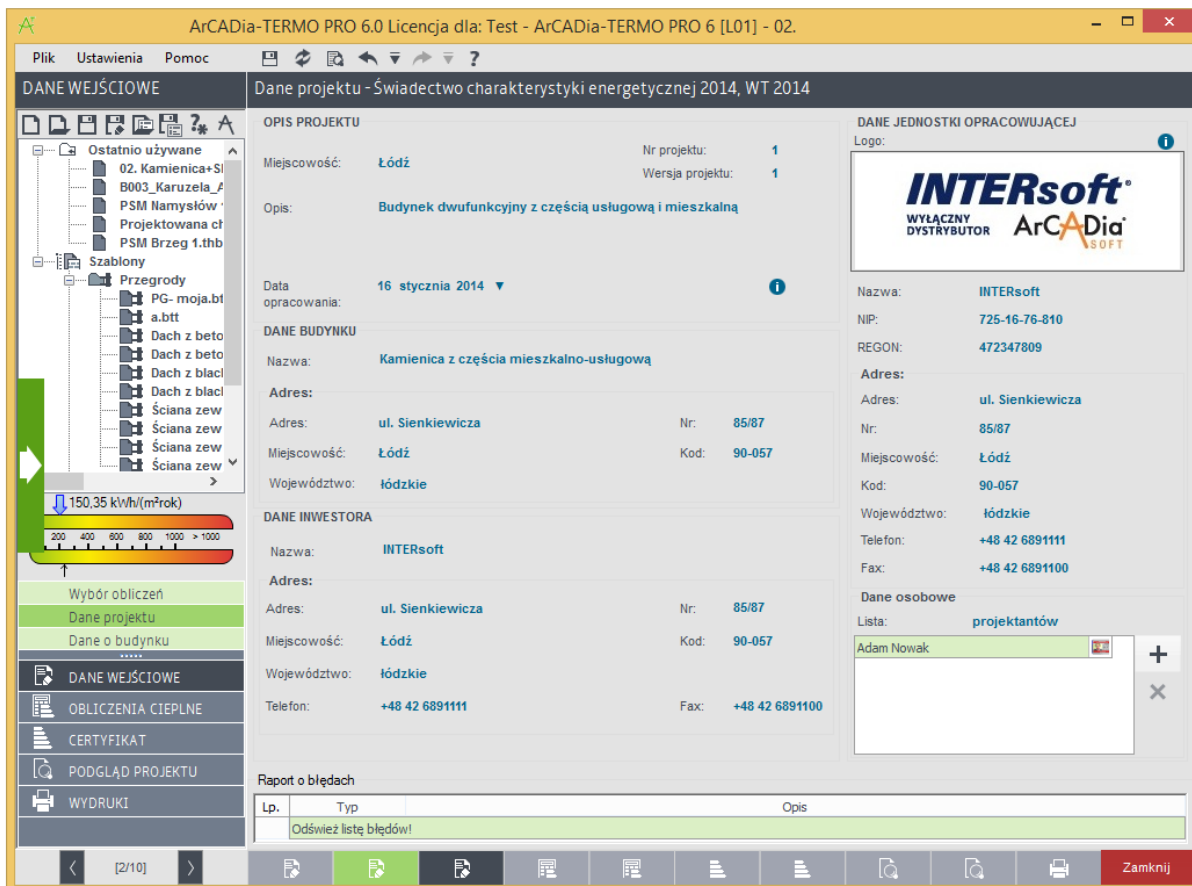 ArCADia-TERMO PRO 6.0 Licencja dla: Test - ArCADia-TERMO PRO 6 [L01] - 02.
Plik Ustawienia Pomoc
DANE WEJŚCIOWE
Dane projektu - Świadectwo charakterystyki energetycznej 2014, WT 2014
Ostatnio używane
02. Kamienica+Sl
B003_Karuzela_A
PSM Namysłów
Projektowana ch
PSM Brzeg 1.thb
Szablony
Przegrody
PG- moja.bt
a.btt
Dach z beto
Dach z beto
Dach z blacl
Dach z blacl
Ściana zew
Ściana zew
Ściana zew
Ściana zew
150,35 kWh/(m²rok)
200 400 600 800 1000 > 1000
Wybór obliczeń
Dane projektu
Dane o budynku
DANE WEJŚCIOWE
OBLICZENIA CIEPLNE
CERTYFIKAT
PODGLĄD PROJEKTU
WYDRUKI
[2/10]
OPIS PROJEKTU
Miejscowość: Łódź
Nr projektu: 1
Wersja projektu: 1
Opis: Budynek dwufunkcyjny z częścią usługową i mieszkalną
Data opracowania: 16 stycznia 2014
DANE BUDYNKU
Nazwa: Kamienica z częścia mieszkalno-usługową
Adres:
Adres: ul. Sienkiewicza Nr: 85/87
Miejscowość: Łódź Kod: 90-057
Województwo: łódzkie
DANE INWESTORA
Nazwa: INTERsoft
Adres:
Adres: ul. Sienkiewicza Nr: 85/87
Miejscowość: Łódź Kod: 90-057
Województwo: łódzkie
Telefon: +48 42 6891111 Fax: +48 42 6891100
DANE JEDNOSTKI OPRACOWUJĄCEJ
Logo:
INTERsoft
WYŁĄCZNY DYSTRYBUTOR ArCADia SOFT
Nazwa: INTERsoft
NIP: 725-16-76-810
REGON: 472347809
Adres:
Adres: ul. Sienkiewicza
Nr: 85/87
Miejscowość: Łódź
Kod: 90-057
Województwo: łódzkie
Telefon: +48 42 6891111
Fax: +48 42 6891100
Dane osobowe
Lista: projektantów
Adam Nowak
Raport o błędach
Lp. Typ Opis
Odśwież listę błędów!
Zamknij